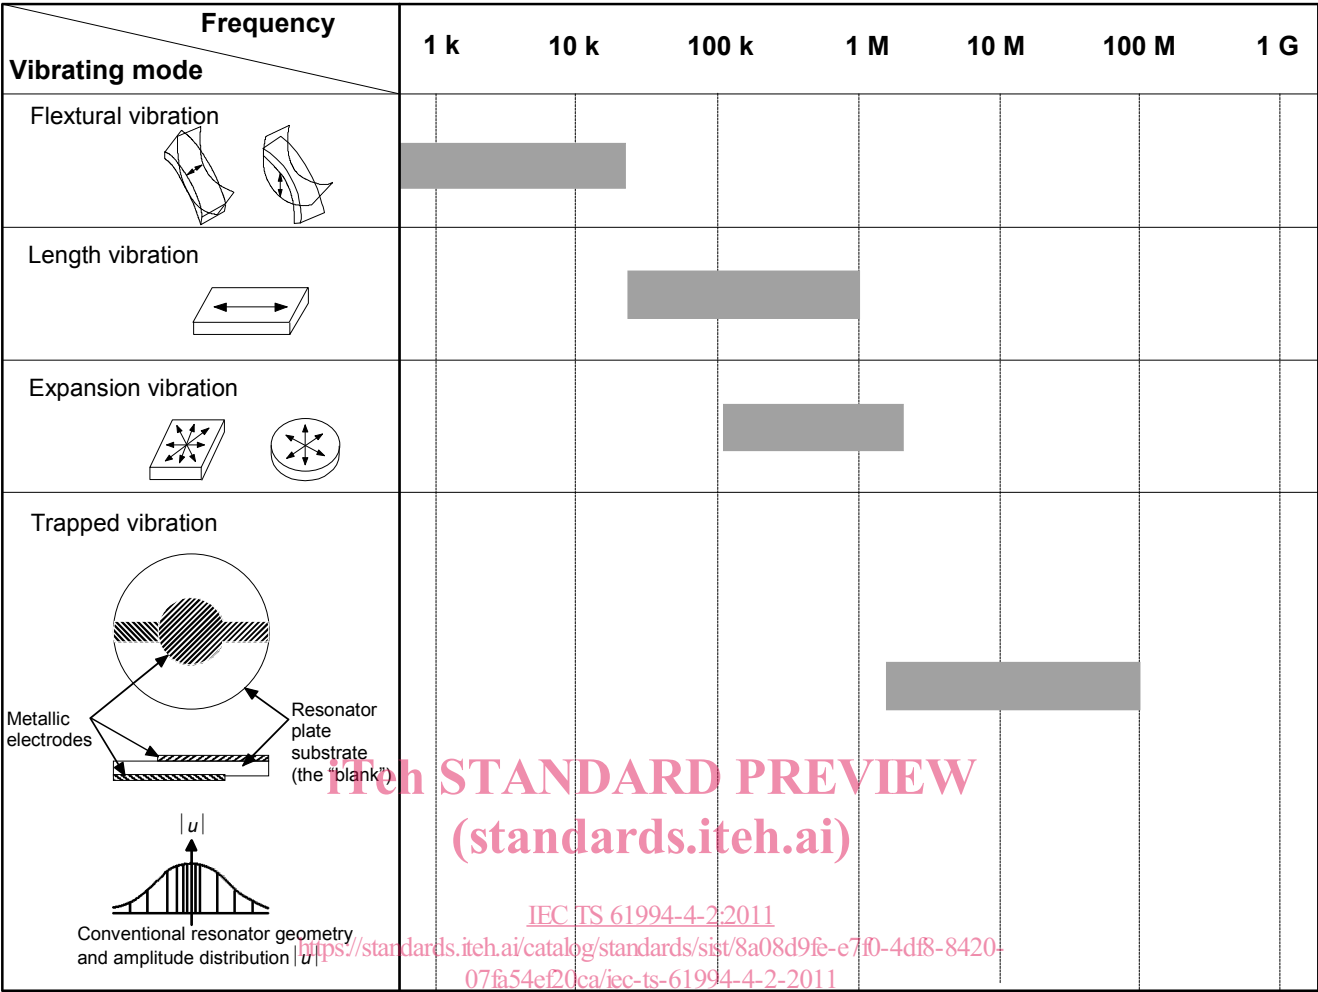 Frequency
Vibrating mode
1 k
10 k
100 k
1 M
10 M
100 M
1 G
Flextural vibration
Length vibration
Expansion vibration
Trapped vibration
Metallic
electrodes
Resonator
plate
substrate
(the “blank”)
iTeh STANDARD PREVIEW
(standards.iteh.ai)
|u|
IEC TS 61994-4-2:2011
Conventional resonator geometry
and amplitude distribution |u|
https://standards.iteh.ai/catalog/standards/sist/8a08d9fe-e7f0-4df8-8420-
07fa54ef20ca/iec-ts-61994-4-2-2011